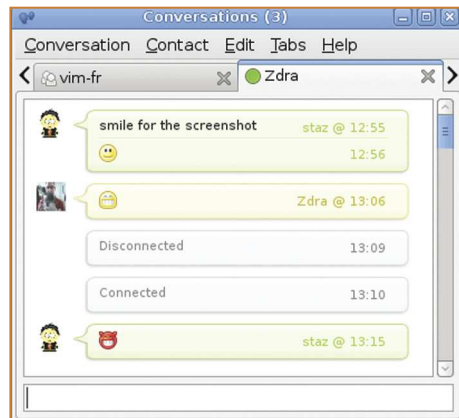 Conversations (3)
Conversation Contact Edit Tabs Help
vim-fr Zdra
smile for the screenshot staz @ 12:55
12:56
Zdra @ 13:06
Disconnected 13:09
Connected 13:10
staz @ 13:15